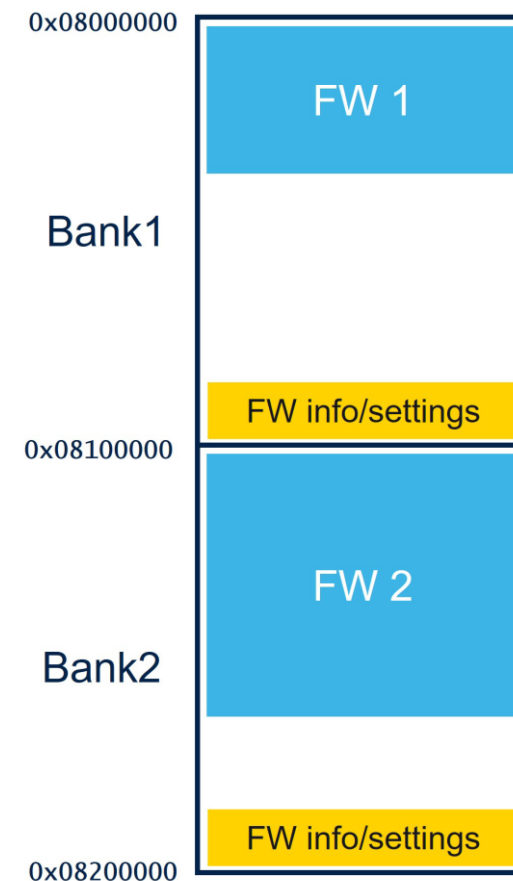 0x08000000
FW 1
Bank1
FW info/settings
0x08100000
FW 2
Bank2
FW info/settings
0x08200000